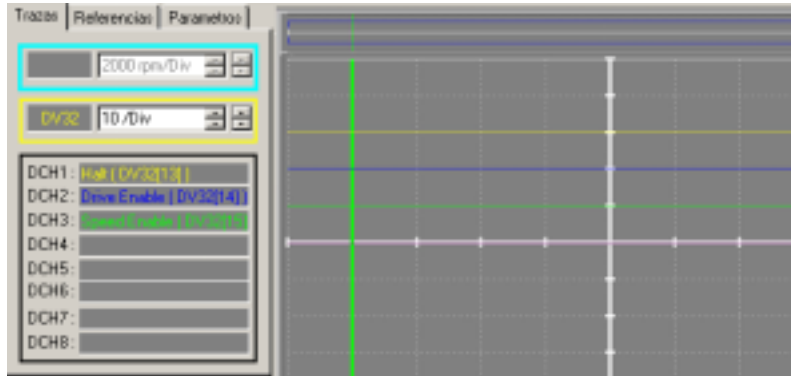 Trazas Referencias Parametros
2000 rpm/Div
DV32 10 /Div
DCH1: Halt ( DV32[13] )
DCH2: Drive Enable ( DV32[14] )
DCH3: Speed Enable ( DV32[15]
DCH4:
DCH5:
DCH6:
DCH7:
DCH8: